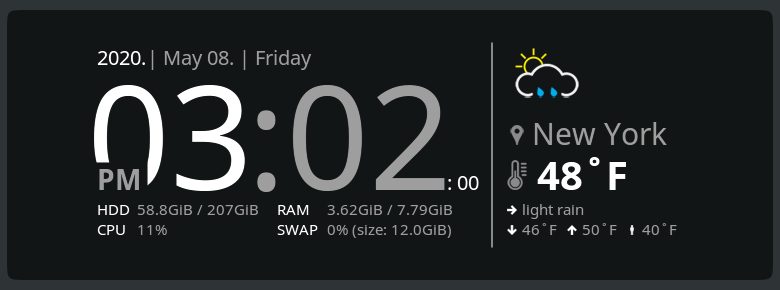 2020.| May 08. | Friday
03:02: 00
PM
HDD 58.8GiB / 207GiB RAM 3.62GiB / 7.79GiB
CPU 11% SWAP 0% (size: 12.0GiB)
New York
48°F
light rain
46°F 50°F 40°F